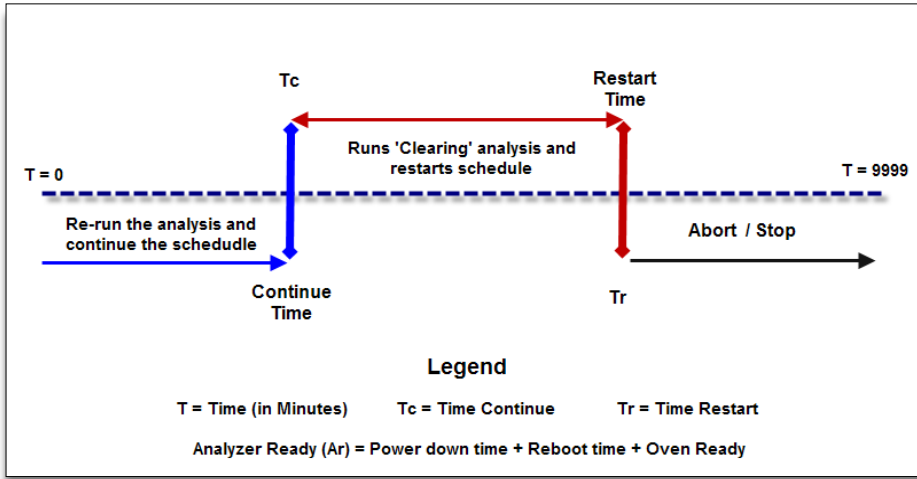 Tc
Restart
Time
Runs 'Clearing' analysis and
restarts schedule
T = 0
T = 9999
Re-run the analysis and
continue the schedudle
Abort / Stop
Continue
Time
Tr
Legend
T = Time (in Minutes)
Tc = Time Continue
Tr = Time Restart
Analyzer Ready (Ar) = Power down time + Reboot time + Oven Ready